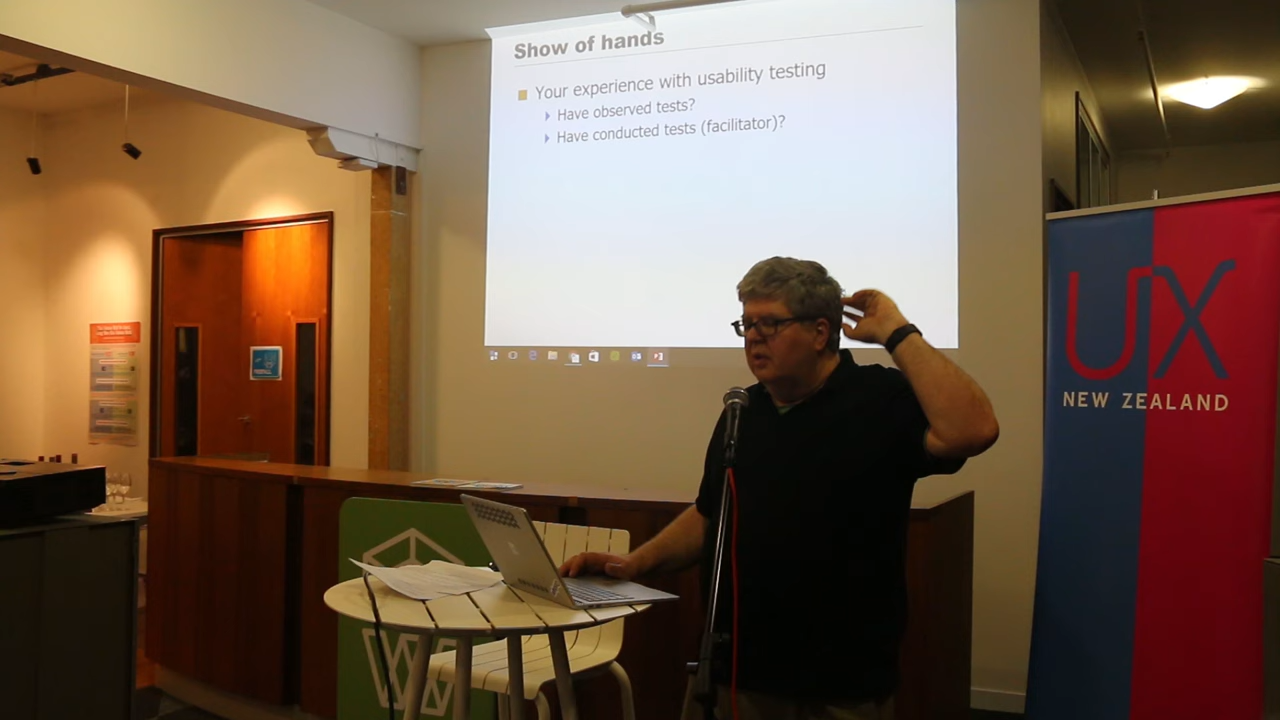 Show of hands
Your experience with usability testing
Have observed tests?
Have conducted tests (facilitator)?
UX
NEW ZEALAND
W